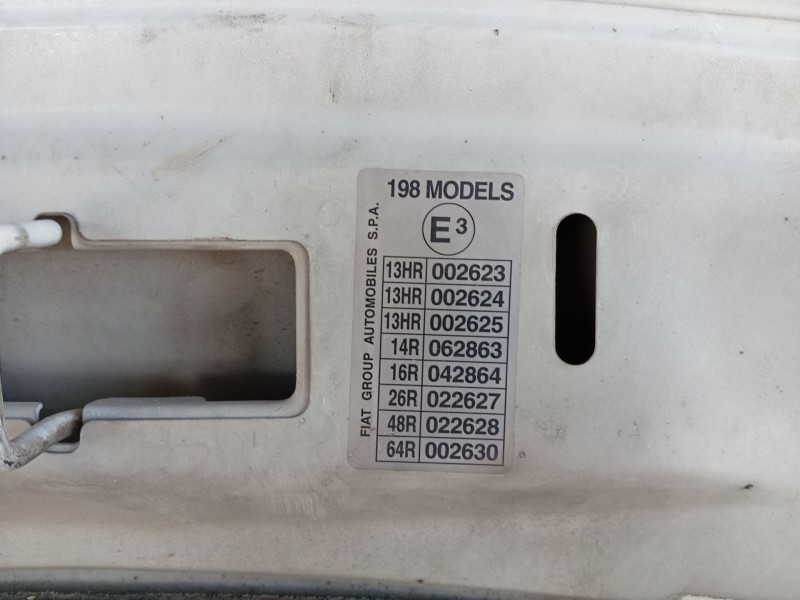 198 MODELS
E3
FIAT GROUP AUTOMOBILES S.P.A.
13HR 002623
13HR 002624
13HR 002625
14R 062863
16R 042864
26R 022627
48R 022628
64R 002630